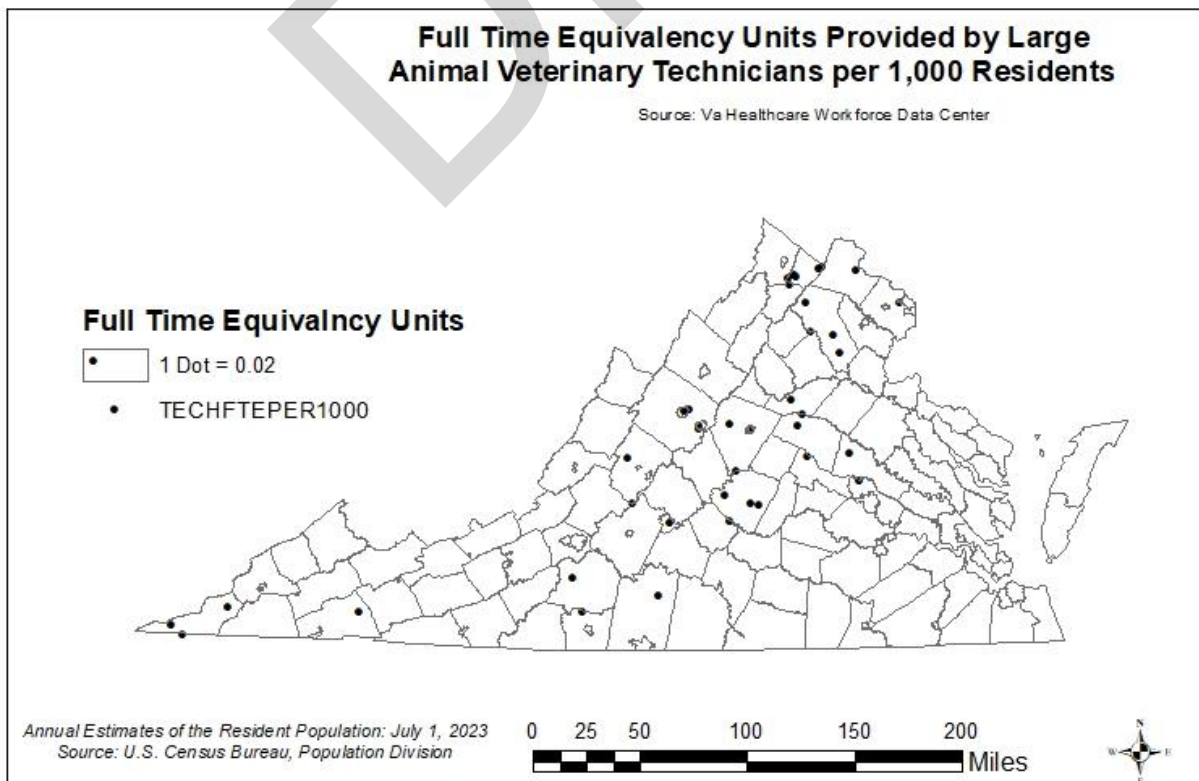 Full Time Equivalency Units Provided by Large
Animal Veterinary Technicians per 1,000 Residents
Source: Va Healthcare Workforce Data Center
Full Time Equivalncy Units
1 Dot = 0.02
TECHFTEPER1000
Annual Estimates of the Resident Population: July 1, 2023
Source: U.S. Census Bureau, Population Division
0 25 50 100 150 200
Miles
N
W E
S